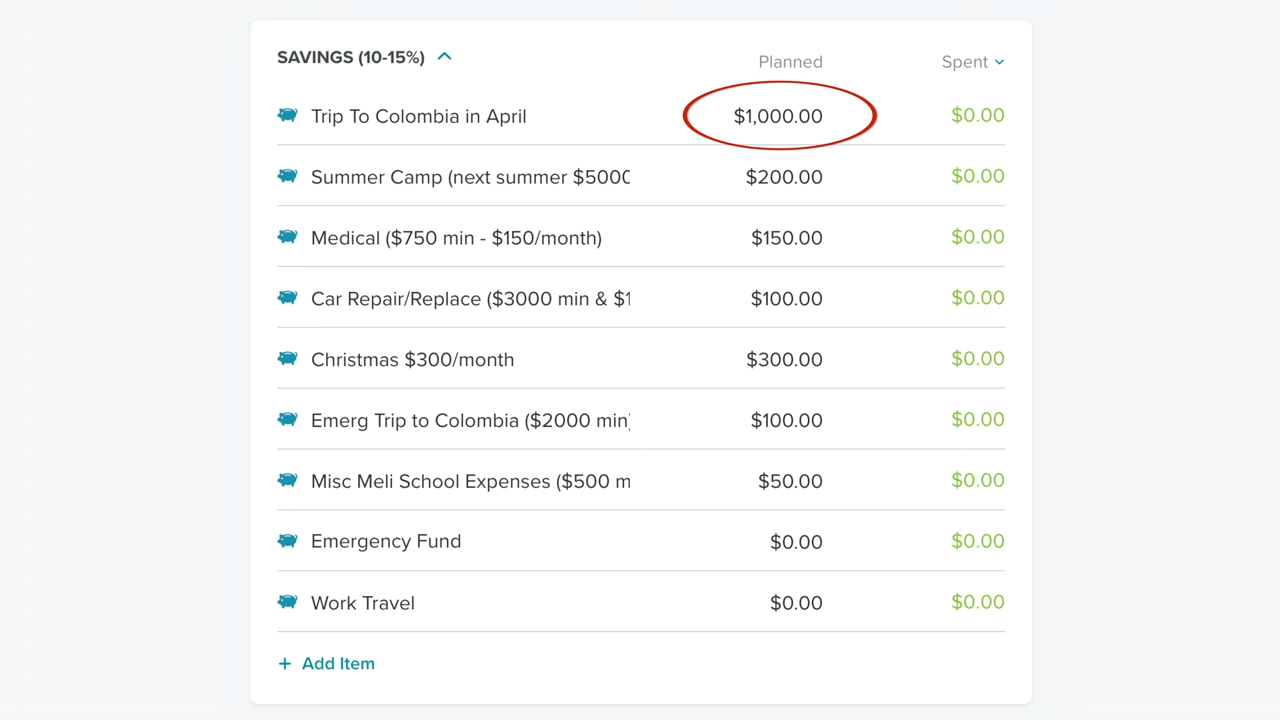 SAVINGS (10-15%) Planned Spent
Trip To Colombia in April $1,000.00 $0.00
Summer Camp (next summer $500 $200.00 $0.00
Medical ($750 min - $150/month) $150.00 $0.00
Car Repair/Replace ($3000 min & $1 $100.00 $0.00
Christmas $300/month $300.00 $0.00
Emerg Trip to Colombia ($2000 min) $100.00 $0.00
Misc Meli School Expenses ($500 m $50.00 $0.00
Emergency Fund $0.00 $0.00
Work Travel $0.00 $0.00
+ Add Item